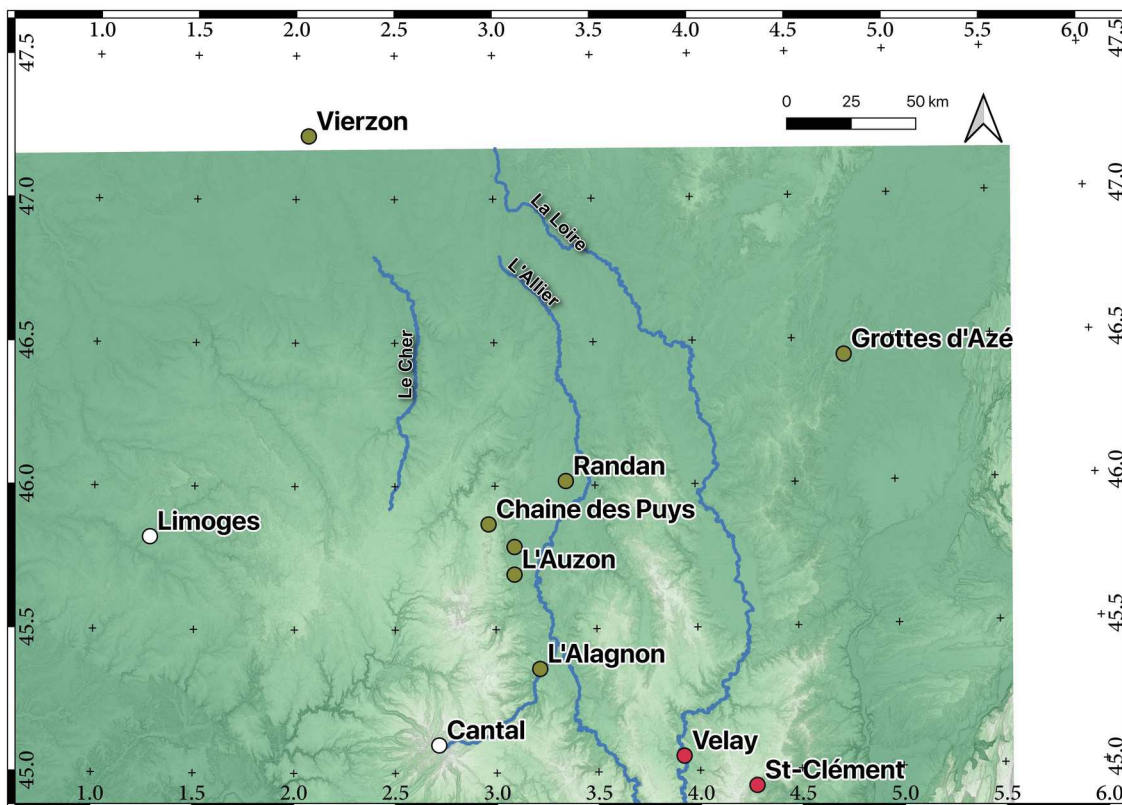 1.0 1.5 2.0 2.5 3.0 3.5 4.0 4.5 5.0 5.5 6.0
47.5 47.5
0 25 50 km
Vierzon
47.0 47.0
La Loire
L'Allier
Le Cher
46.5 46.5
Grottes d'Azé
Randan
46.0 46.0
Chaine des Puys
Limoges
L'Auzon
45.5 45.5
L'Alagnon
Cantal
Velay
45.0 45.0
St-Clément
1.0 1.5 2.0 2.5 3.0 3.5 4.0 4.5 5.0 5.5 6.0